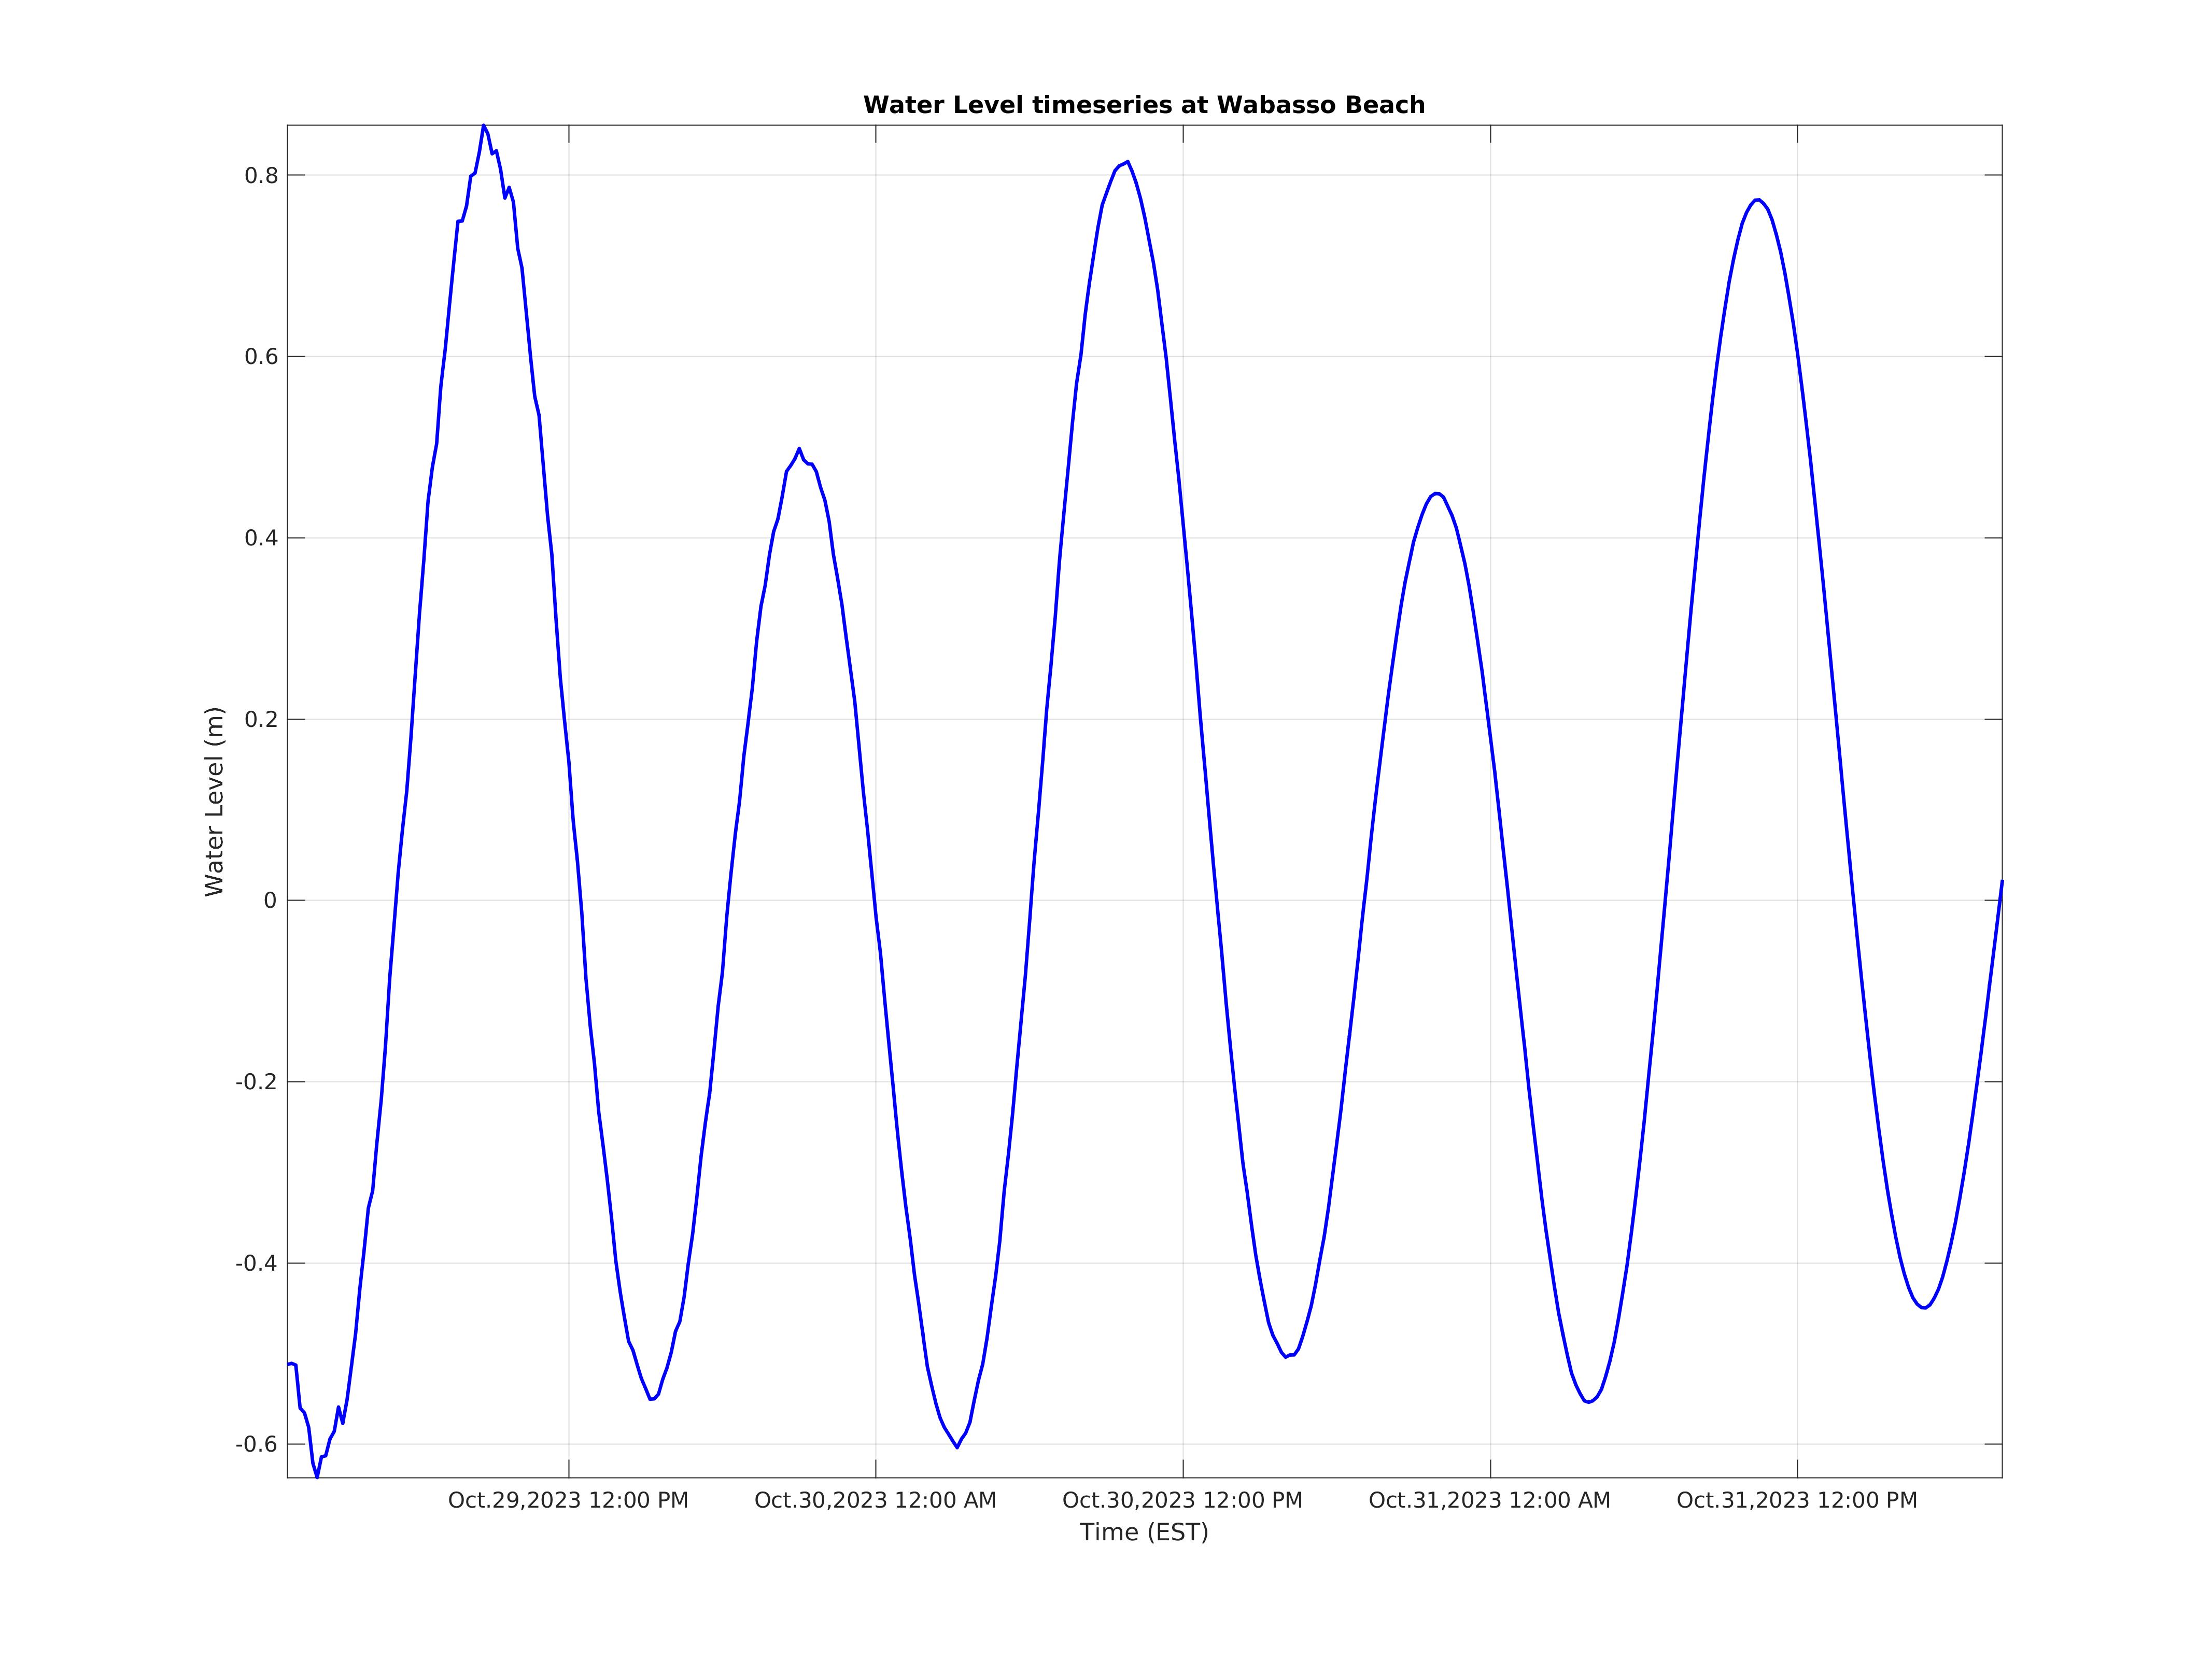 Water Level timeseries at Wabasso Beach
0.8
0.6
0.4
0.2
0
-0.2
-0.4
-0.6
Water Level (m)
Oct.29,2023 12:00 PM
Oct.30,2023 12:00 AM
Oct.30,2023 12:00 PM
Oct.31,2023 12:00 AM
Oct.31,2023 12:00 PM
Time (EST)